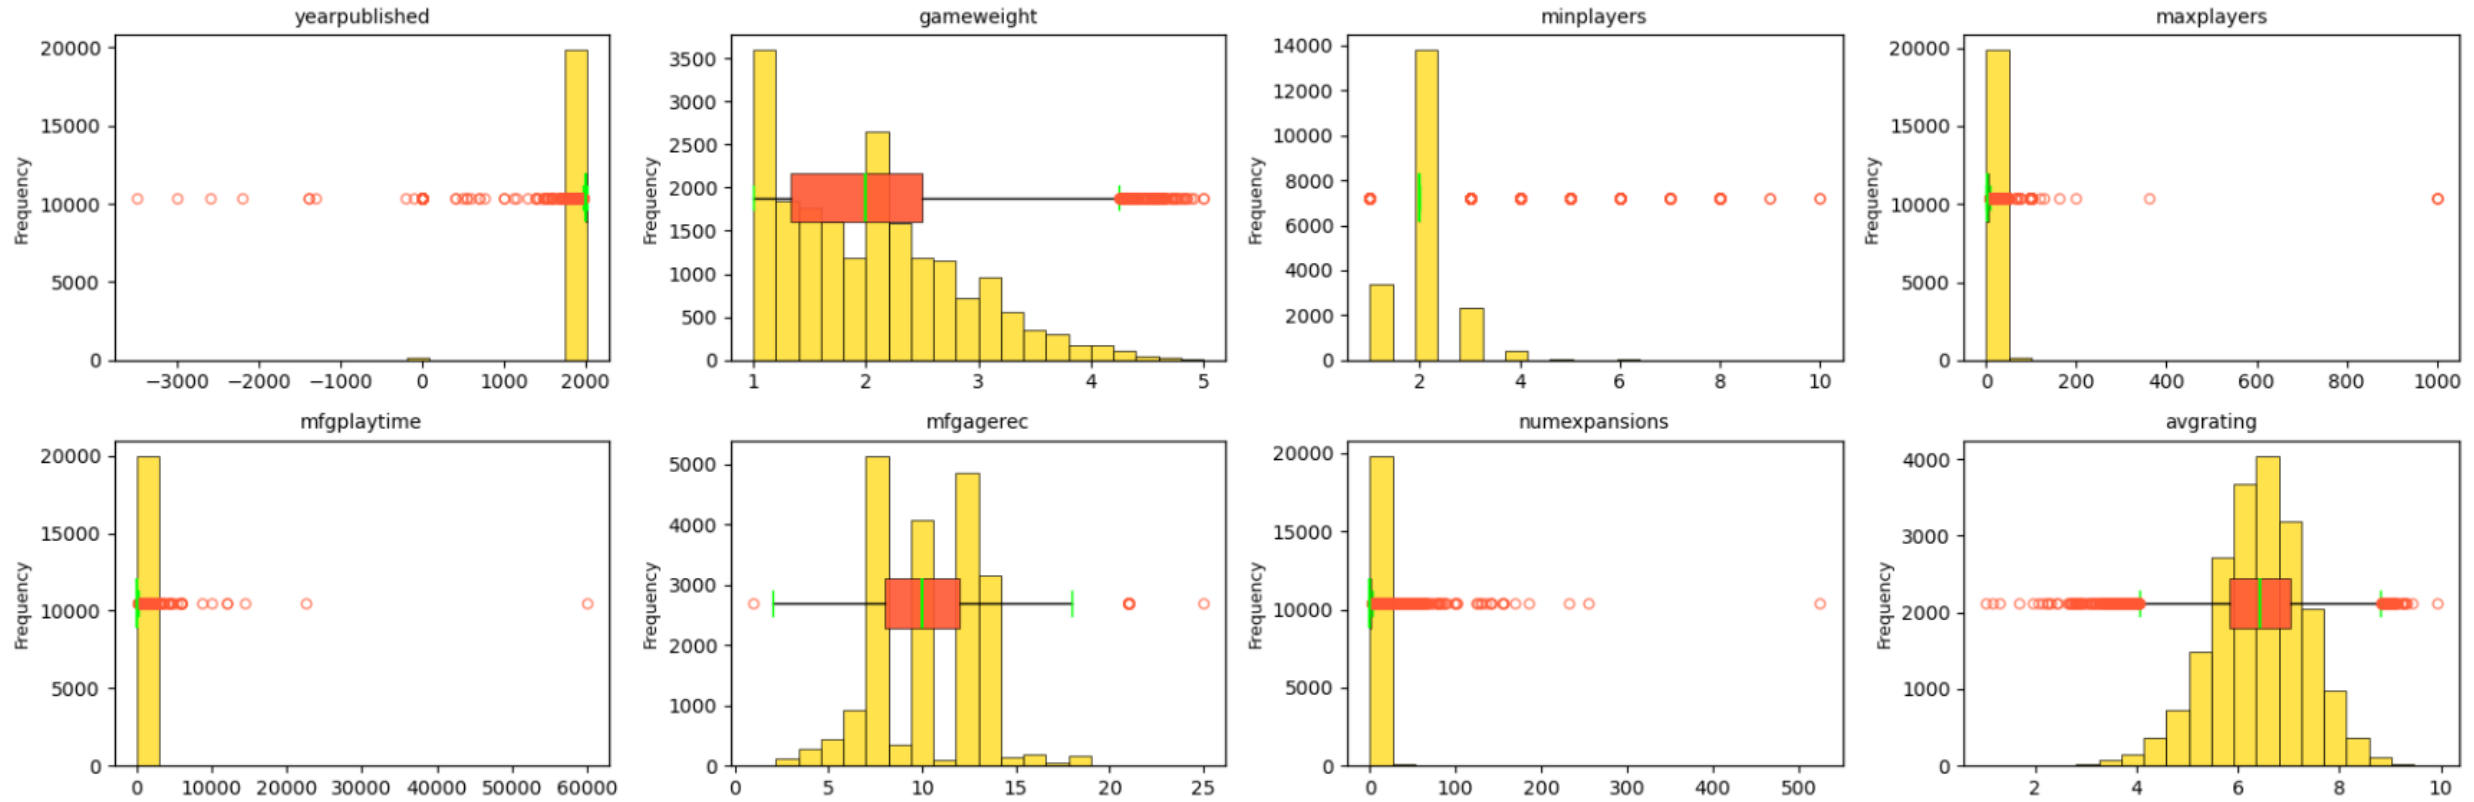 yearpublished
Frequency
20000
15000
10000
5000
0
−3000 −2000 −1000 0 1000 2000
gameweight
Frequency
3500
3000
2500
2000
1500
1000
500
0
1 2 3 4 5
minplayers
Frequency
14000
12000
10000
8000
6000
4000
2000
0
2 4 6 8 10
maxplayers
Frequency
20000
15000
10000
5000
0
0 200 400 600 800 1000
mfgplaytime
Frequency
20000
15000
10000
5000
0
0 10000 20000 30000 40000 50000 60000
mfgagerec
Frequency
5000
4000
3000
2000
1000
0
0 5 10 15 20 25
numexpansions
Frequency
20000
15000
10000
5000
0
0 100 200 300 400 500
avgrating
Frequency
4000
3000
2000
1000
0
2 4 6 8 10